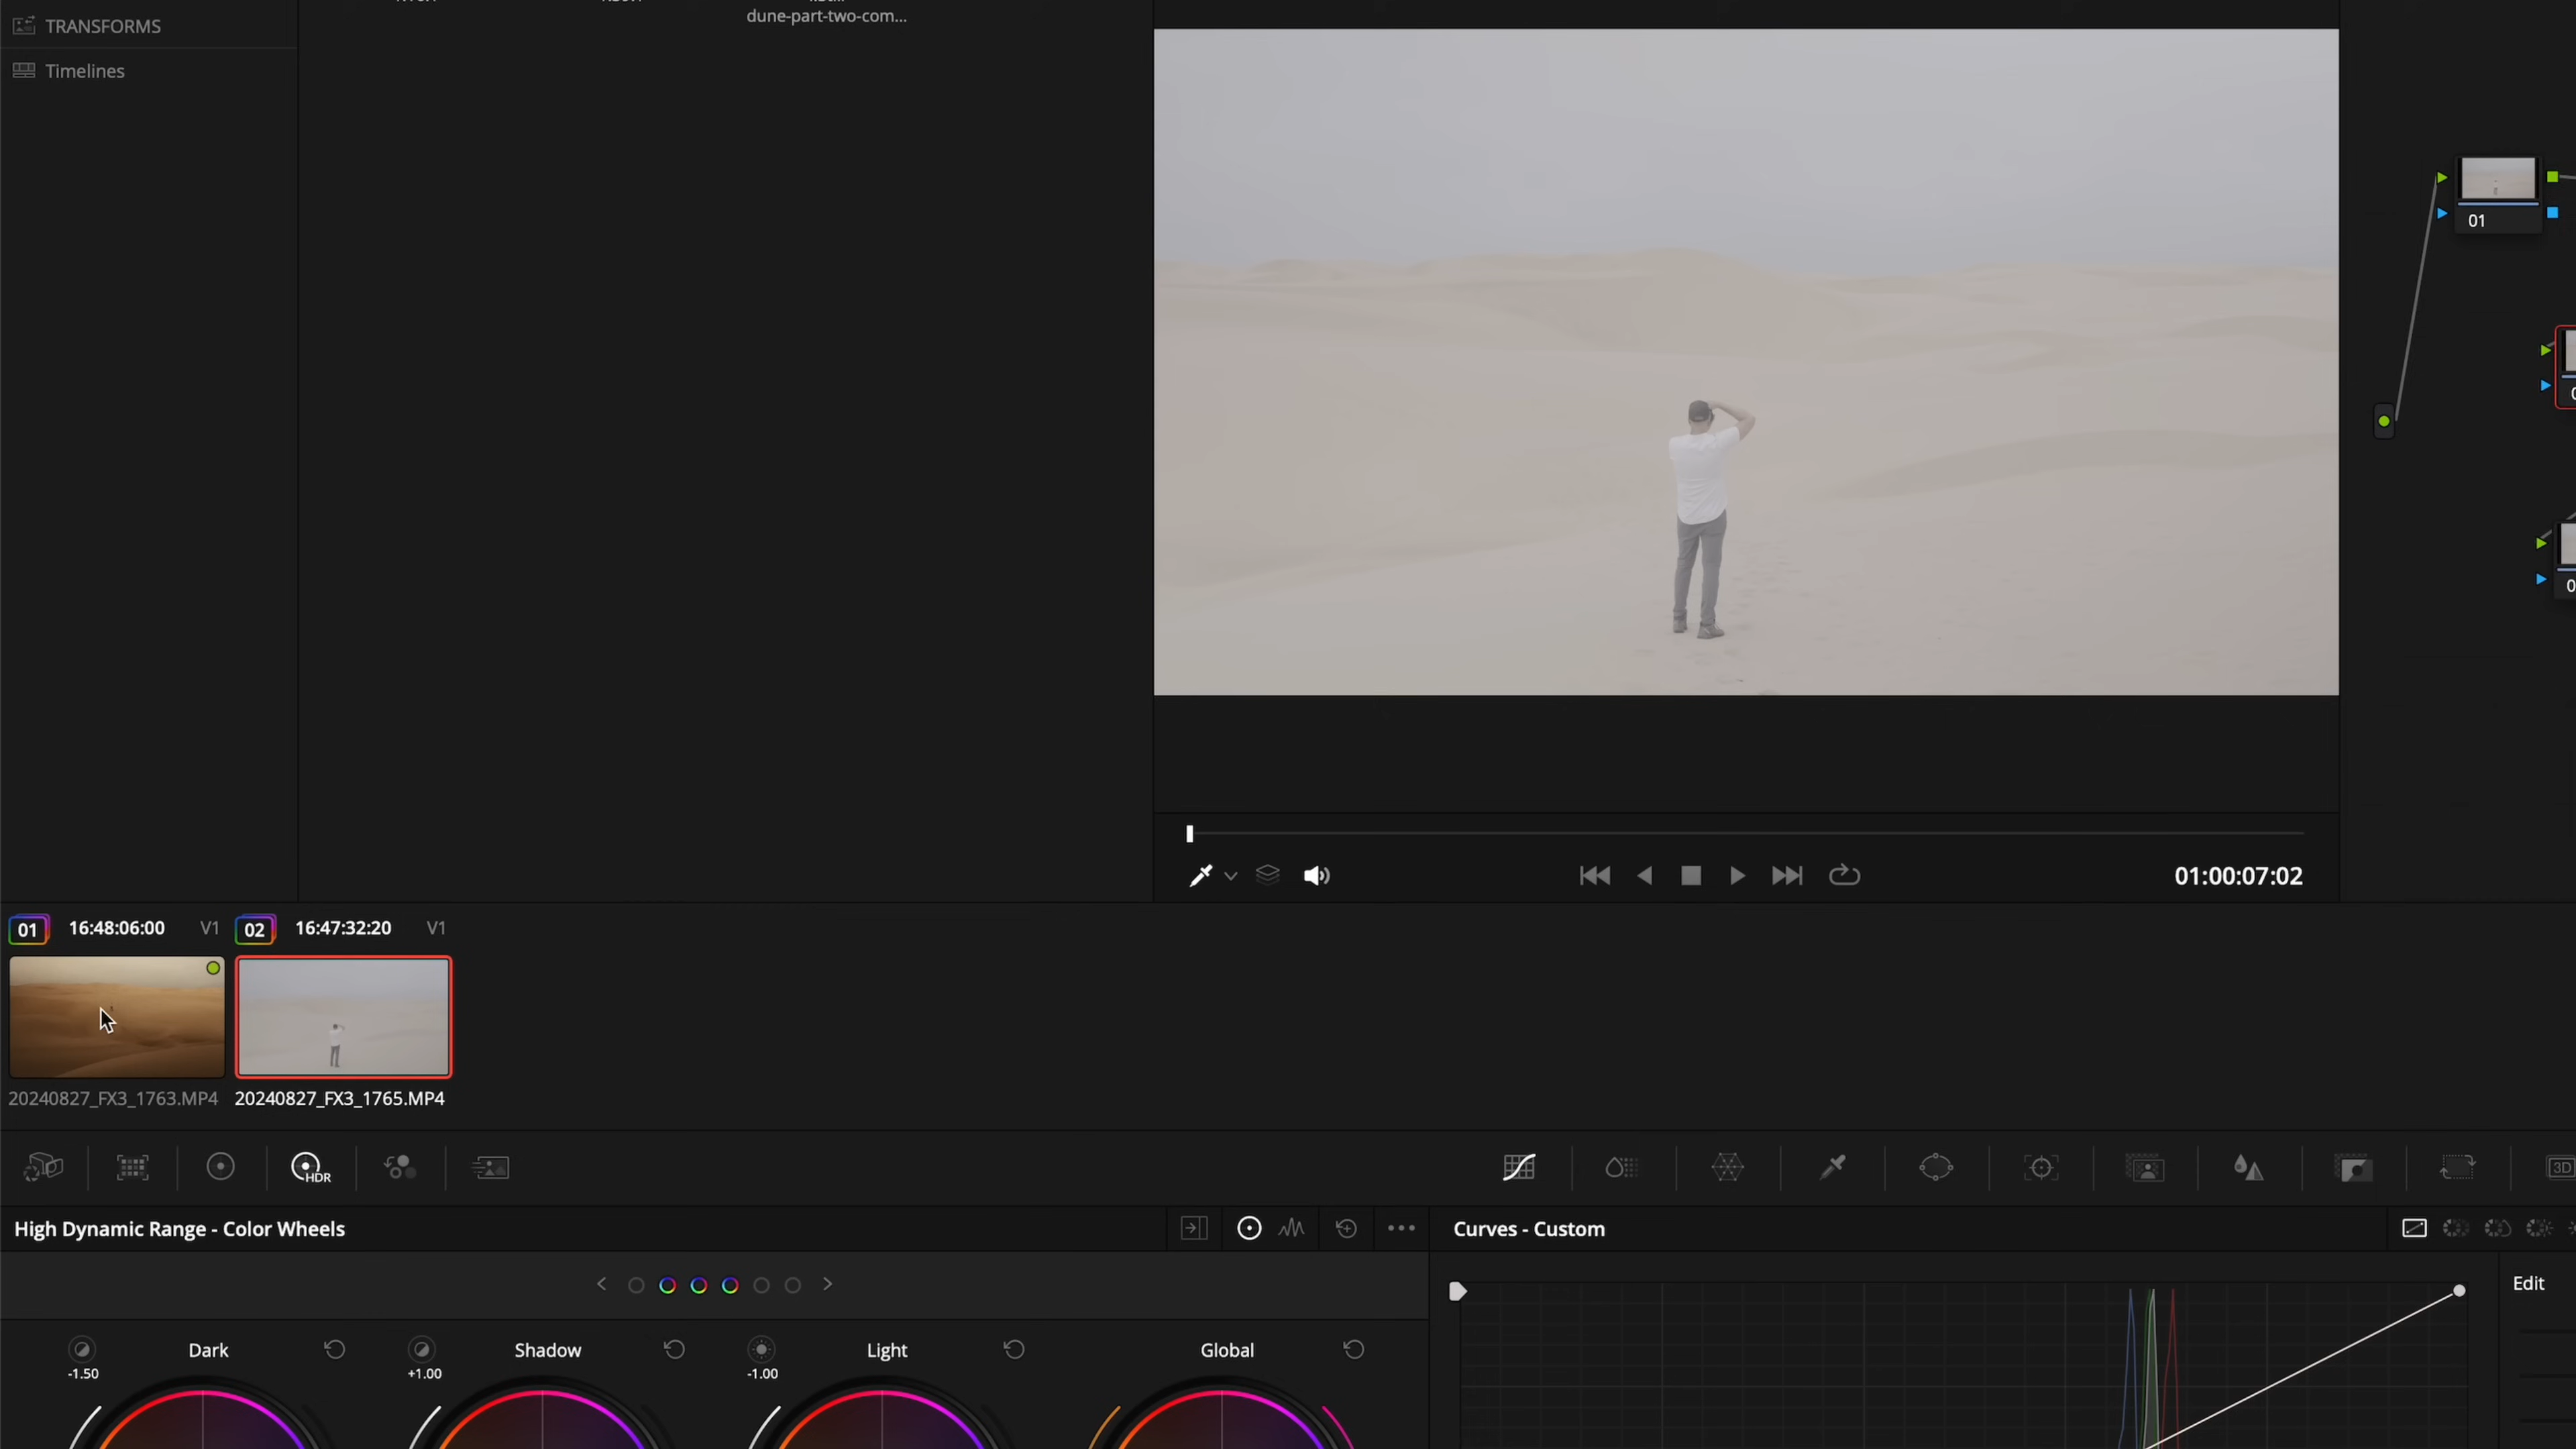 dune-part-two-com...
TRANSFORMS
Timelines
01
01:00:07:02
01 16:48:06:00 V1 02 16:47:32:20 V1
20240827_FX3_1763.MP4 20240827_FX3_1765.MP4
HDR
3D
High Dynamic Range - Color Wheels
Curves - Custom
Edit
Dark Shadow Light Global
-1.50 +1.00 -1.00